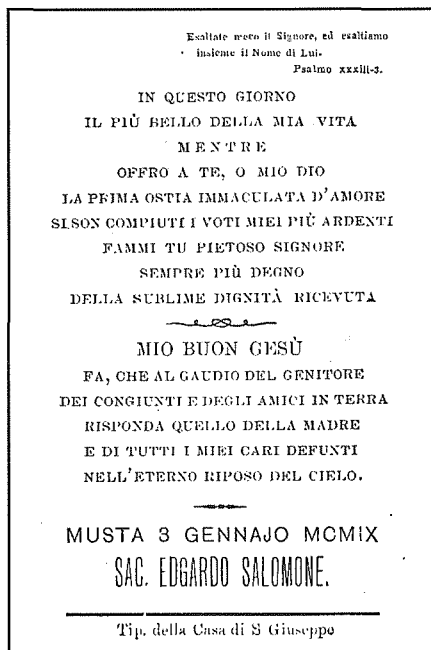 Esaltate meco il Signore, ed esaltiamo
insieme il Nome di Lui.
Psalmo xxxiii-3.
IN QUESTO GIORNO
IL PIÙ BELLO DELLA MIA VITA
MENTRE
OFFRO A TE, O MIO DIO
LA PRIMA OSTIA IMMACULATA D'AMORE
SI SON COMPIUTI I VOTI MIEI PIÙ ARDENTI
FAMMI TU PIETOSO SIGNORE
SEMPRE PIÙ DEGNO
DELLA SUBLIME DIGNITÀ RICEVUTA
MIO BUON GESÙ
FA, CHE AL GAUDIO DEL GENITORE
DEI CONGIUNTI E DEGLI AMICI IN TERRA
RISPONDA QUELLO DELLA MADRE
E DI TUTTI I MIEI CARI DEFUNTI
NELL'ETERNO RIPOSO DEL CIELO.
MUSTA 3 GENNAJO MCMIX
SAC. EDGARDO SALOMONE.
Tip. della Casa di S Giuseppe